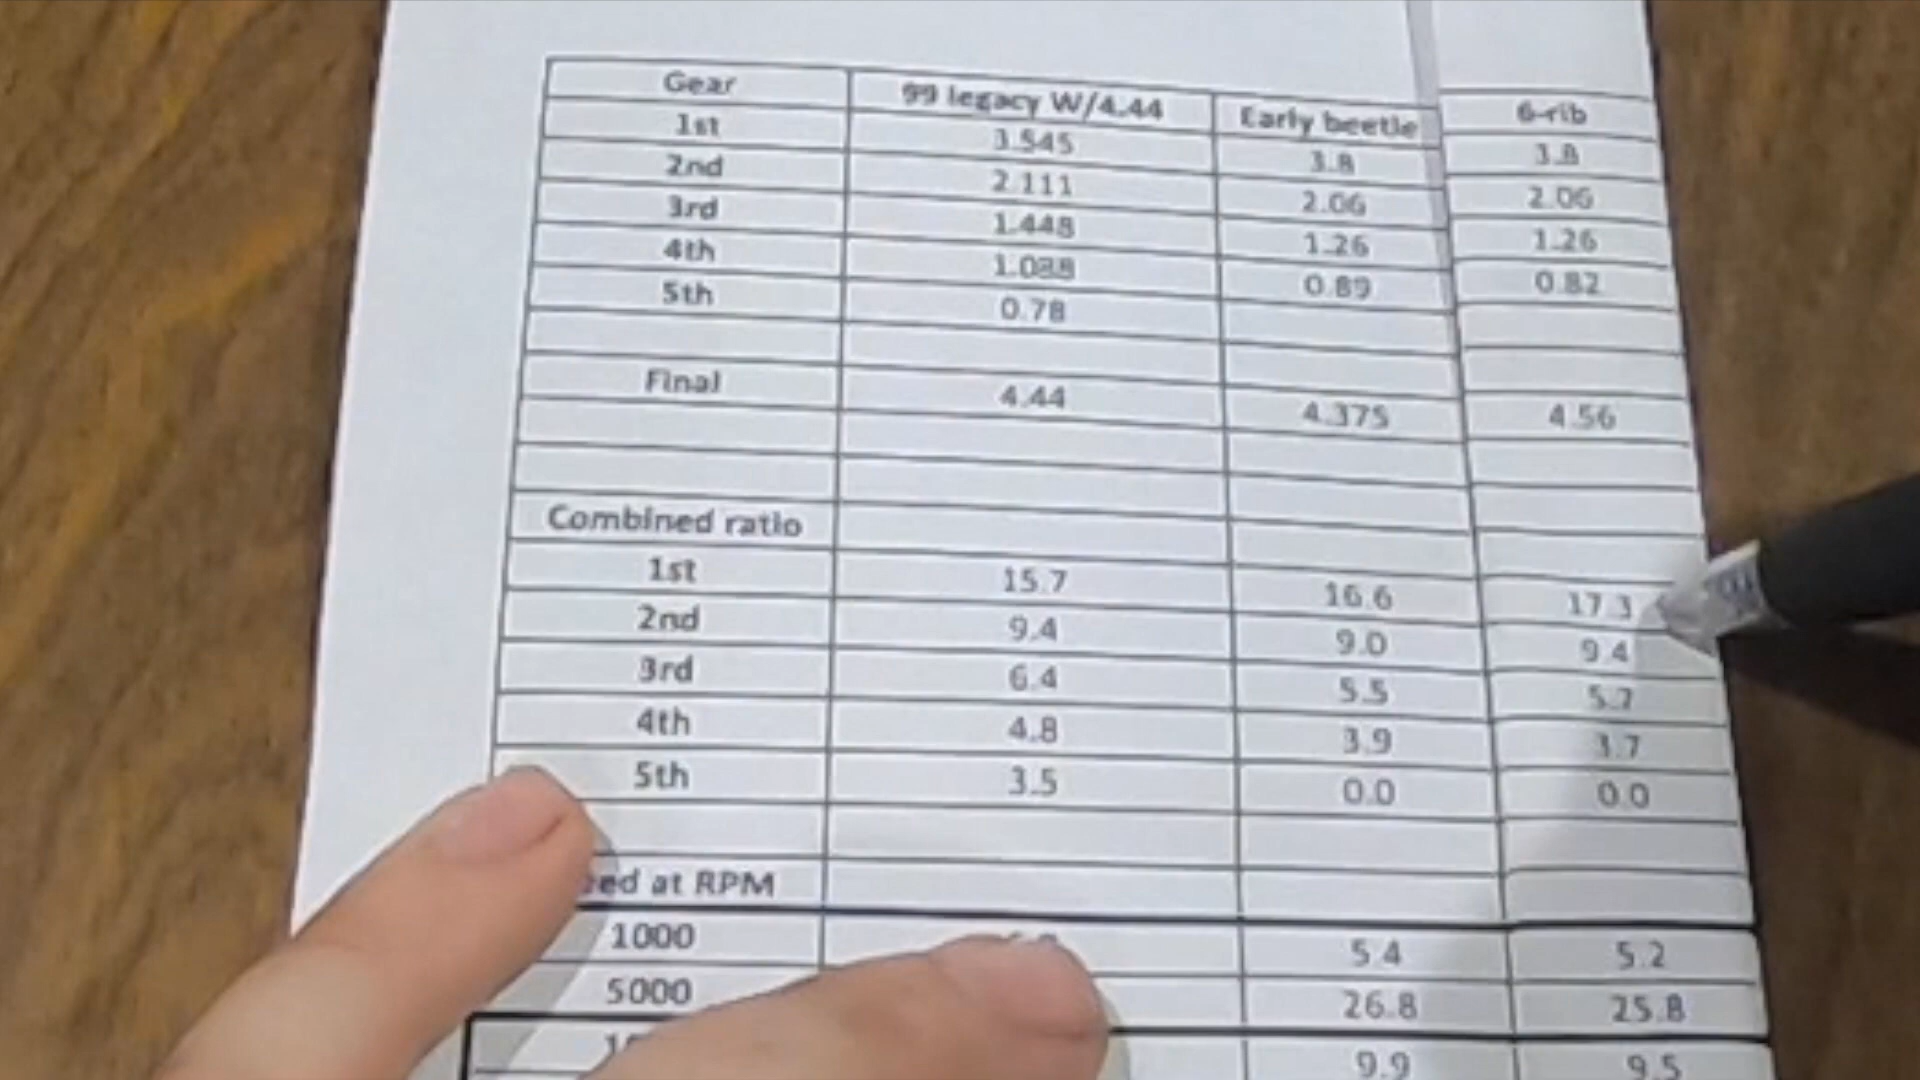 Gear 99 legacy W/4.44 Early beetle 6-rib
1st 3.545 3.8 3.8
2nd 2.111 2.06 2.06
3rd 1.448 1.26 1.26
4th 1.088 0.89 0.82
5th 0.78
Final 4.44 4.375 4.56
Combined ratio
1st 15.7 16.6 17.3
2nd 9.4 9.0 9.4
3rd 6.4 5.5 5.7
4th 4.8 3.9 3.7
5th 3.5 0.0 0.0
at RPM
1000 5.4 5.2
5000 26.8 25.8
9.9 9.5